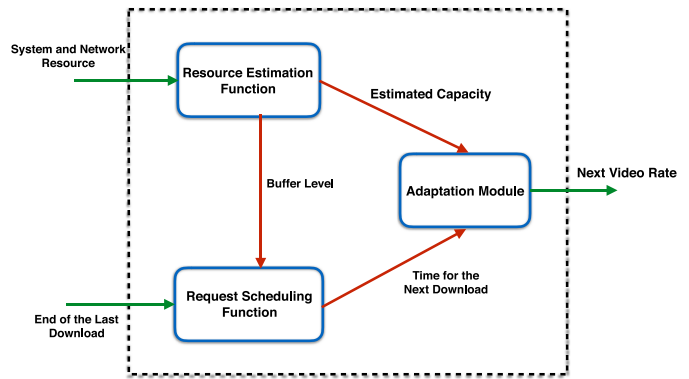 System and Network
Resource
Resource Estimation
Function
Estimated Capacity
Buffer Level
Adaptation Module
Next Video Rate
Request Scheduling
Function
Time for the
Next Download
End of the Last
Download